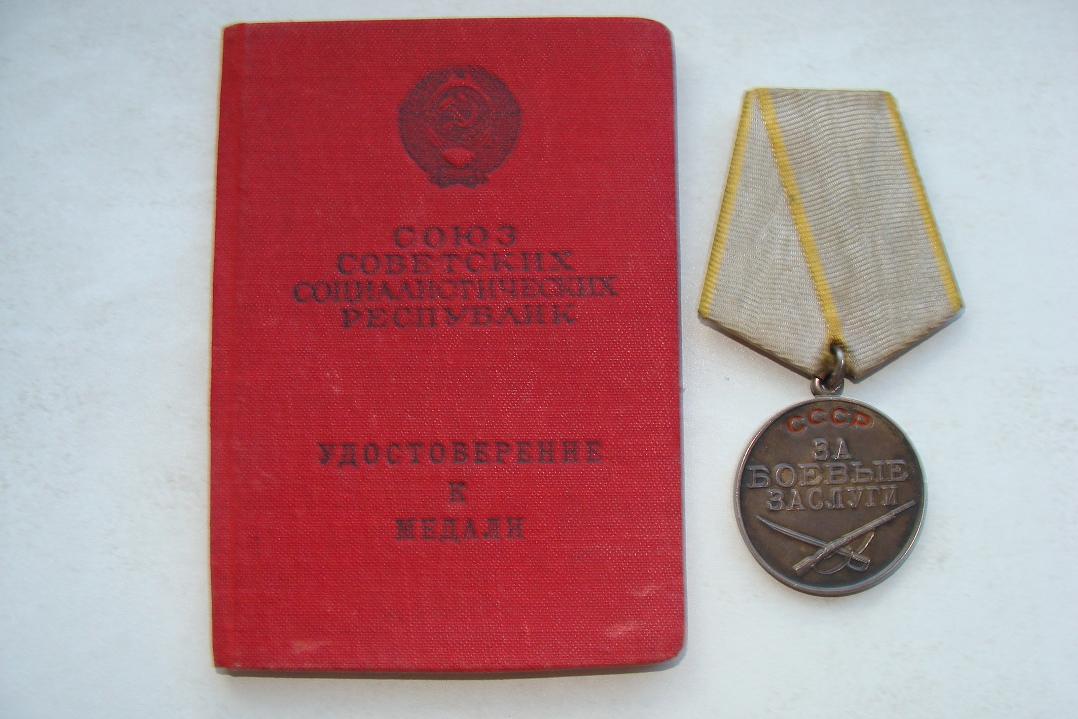 СОЮЗ
СОВЕТСКИХ
СОЦИАЛИСТИЧЕСКИХ
РЕСПУБЛИК
УДОСТОВЕРЕНИЕ
К
МЕДАЛИ
СССР
ЗА
БОЕВЫЕ
ЗАСЛУГИ